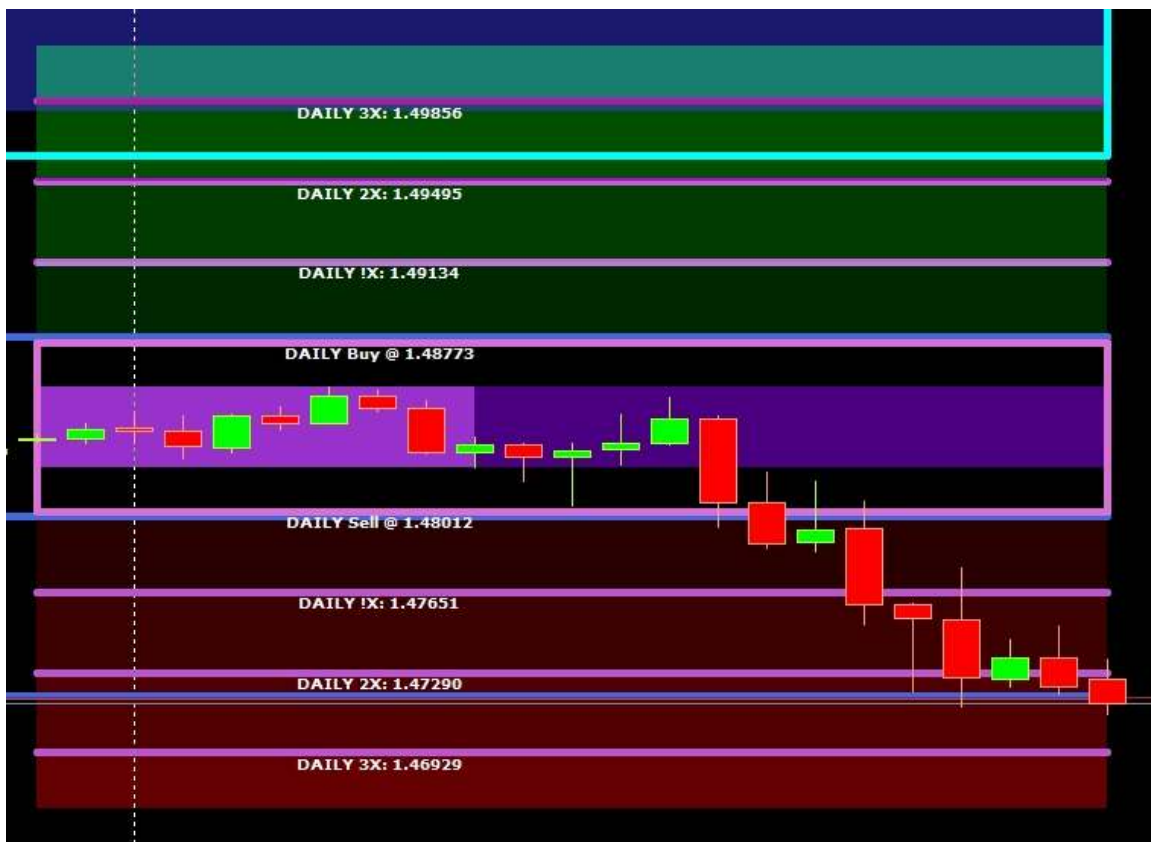 DAILY 3X: 1.49856
DAILY 2X: 1.49495
DAILY !X: 1.49134
DAILY Buy @ 1.48773
DAILY Sell @ 1.48012
DAILY !X: 1.47651
DAILY 2X: 1.47290
DAILY 3X: 1.46929